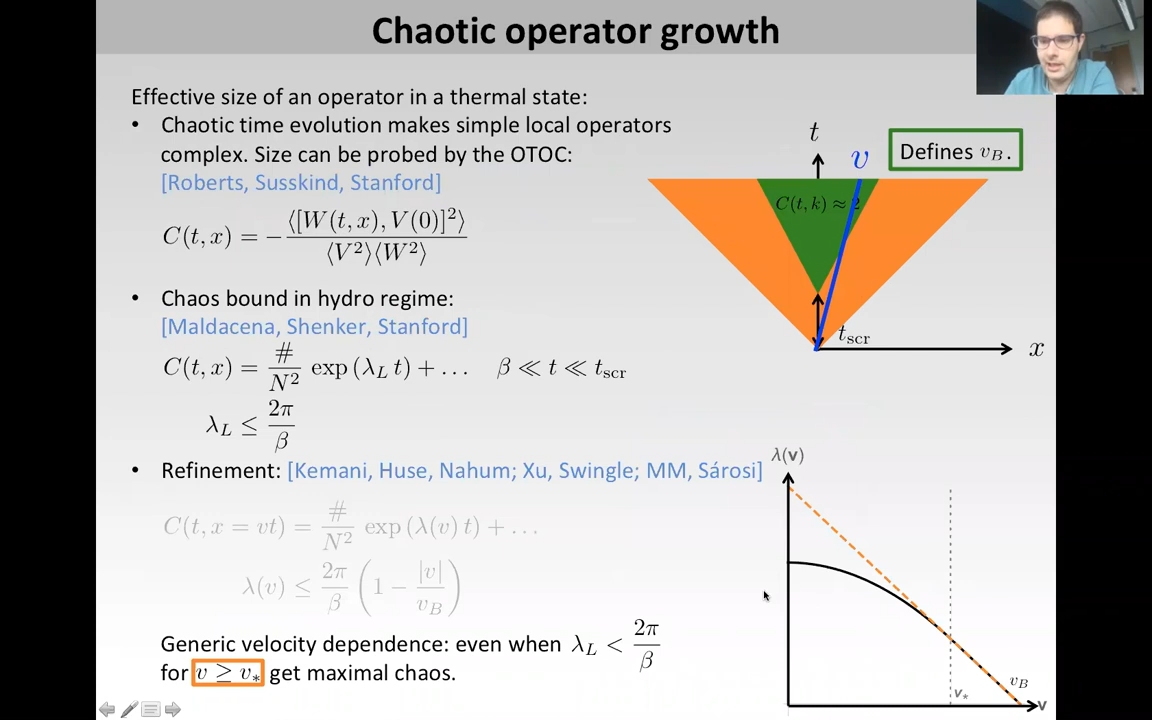 Chaotic operator growth
Effective size of an operator in a thermal state:
• Chaotic time evolution makes simple local operators
complex. Size can be probed by the OTOC:
[Roberts, Susskind, Stanford]
C(t, x) = −⟨[W(t, x), V(0)]²⟩ / ⟨V²⟩⟨W²⟩
• Chaos bound in hydro regime:
[Maldacena, Shenker, Stanford]
C(t, x) = #/N² exp (λ_L t) + … β ≪ t ≪ t_scr
λ_L ≤ 2π/β
• Refinement: [Kemani, Huse, Nahum; Xu, Swingle; MM, Sárosi]
C(t, x = vt) = #/N² exp (λ(v) t) + …
λ(v) ≤ 2π/β (1 − |v|/v_B)
Generic velocity dependence: even when λ_L < 2π/β
for v ≥ v_* get maximal chaos.
t
v
Defines v_B.
C(t, k) ≈ 2
t_scr
x
λ(v)
v_B
v_*
v